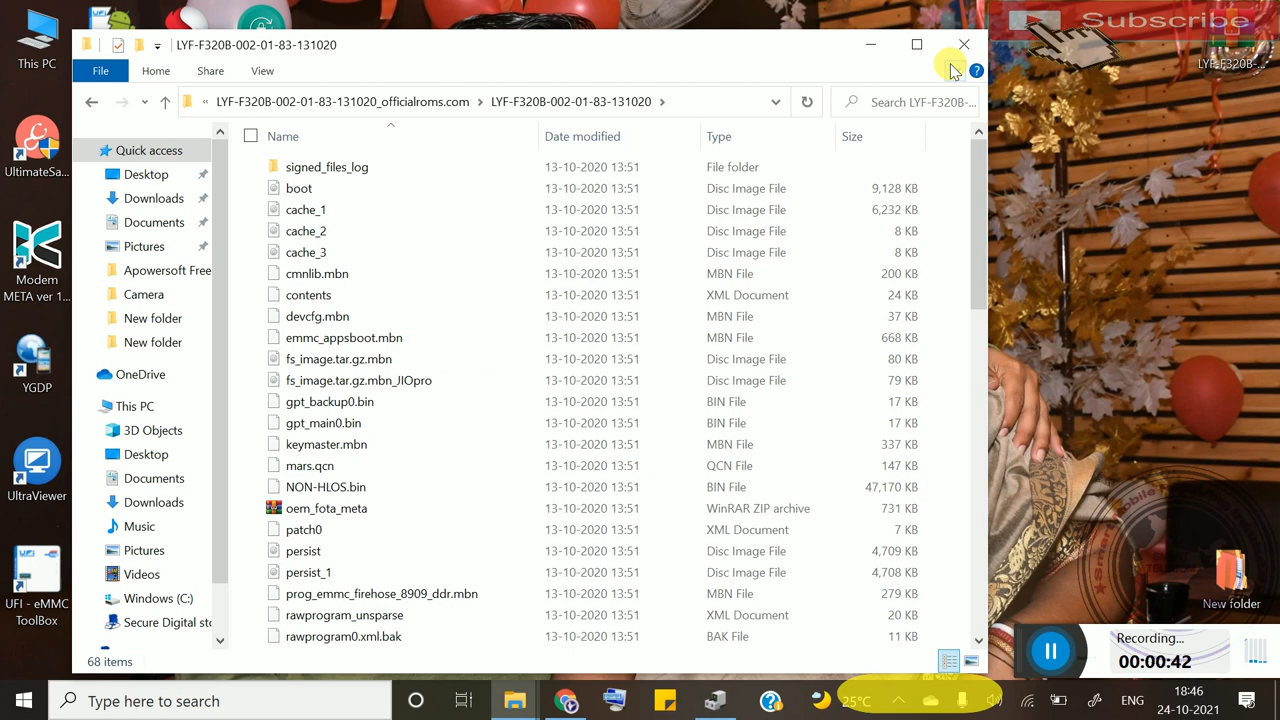 LYF-F320B-002-01-83-131020
File Home Share View
LYF-F320B-002-01-83-131020_officialroms.com LYF-F320B-002-01-83-131020 Search LYF-F320B-...
Name Date modified Type Size
signed_files_log 13-10-2020 13:51 File folder
boot 13-10-2020 13:51 Disc Image File 9,128 KB
cache_1 13-10-2020 13:51 Disc Image File 6,232 KB
cache_2 13-10-2020 13:51 Disc Image File 8 KB
cache_3 13-10-2020 13:51 Disc Image File 8 KB
cmnlib.mbn 13-10-2020 13:51 MBN File 200 KB
contents 13-10-2020 13:51 XML Document 24 KB
devcfg.mbn 13-10-2020 13:51 MBN File 37 KB
emmc_appsboot.mbn 13-10-2020 13:51 MBN File 668 KB
fs_image.tar.gz.mbn 13-10-2020 13:51 Disc Image File 80 KB
fs_image.tar.gz.mbn_JIOpro 13-10-2020 13:51 Disc Image File 79 KB
gpt_backup0.bin 13-10-2020 13:51 BIN File 17 KB
gpt_main0.bin 13-10-2020 13:51 BIN File 17 KB
keymaster.mbn 13-10-2020 13:51 MBN File 337 KB
mars.qcn 13-10-2020 13:51 QCN File 147 KB
NON-HLOS.bin 13-10-2020 13:51 BIN File 47,170 KB
oem_fota_meta 13-10-2020 13:51 WinRAR ZIP archive 731 KB
patch0 13-10-2020 13:51 XML Document 7 KB
persist 13-10-2020 13:51 Disc Image File 4,709 KB
persist_1 13-10-2020 13:51 Disc Image File 4,708 KB
prog_emmc_firehose_8909_ddr.mbn 13-10-2020 13:51 MBN File 279 KB
rawprogram_unsparse 13-10-2020 13:51 XML Document 20 KB
rawprogram0.xml.bak 13-10-2020 13:51 BAK File 11 KB
68 items
Quick access
Desktop
Downloads
Documents
Pictures
Apowersoft Free
Camera
New folder
New folder
OneDrive
This PC
3D Objects
Desktop
Documents
Downloads
Music
Pictures
Videos
Windows (C:)
Secure Digital sto
This PC
UltimateSa...
Modem
META ver 1...
YGDP
UltraViewer
UFI - eMMC
ToolBox
Subscribe
LYF-F320B-...
New folder
Recording...
00:00:42
Type here to search
25°C
ENG
18:46
24-10-2021